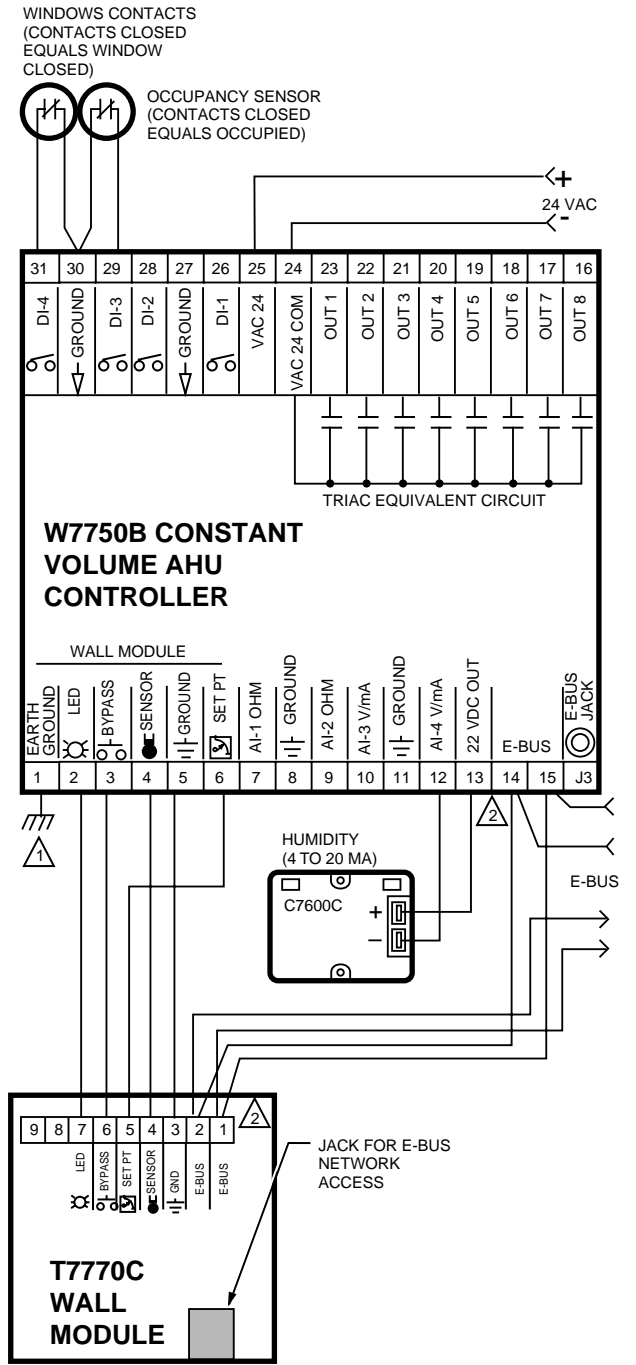 WINDOWS CONTACTS
(CONTACTS CLOSED
EQUALS WINDOW
CLOSED)
OCCUPANCY SENSOR
(CONTACTS CLOSED
EQUALS OCCUPIED)
+
24 VAC
-
31 30 29 28 27 26 25 24 23 22 21 20 19 18 17 16
DI-4
GROUND
DI-3
DI-2
GROUND
DI-1
VAC 24
VAC 24 COM
OUT 1
OUT 2
OUT 3
OUT 4
OUT 5
OUT 6
OUT 7
OUT 8
TRIAC EQUIVALENT CIRCUIT
W7750B CONSTANT
VOLUME AHU
CONTROLLER
WALL MODULE
EARTH
GROUND
LED
BYPASS
SENSOR
GROUND
SET PT
AI-1 OHM
GROUND
AI-2 OHM
AI-3 V/mA
GROUND
AI-4 V/mA
22 VDC OUT
E-BUS
E-BUS
JACK
1 2 3 4 5 6 7 8 9 10 11 12 13 14 15 J3
1
2
HUMIDITY
(4 TO 20 MA)
C7600C
+
−
E-BUS
9 8 7 6 5 4 3 2 1
2
LED
BYPASS
SET PT
SENSOR
GND
E-BUS
E-BUS
JACK FOR E-BUS
NETWORK
ACCESS
T7770C
WALL
MODULE